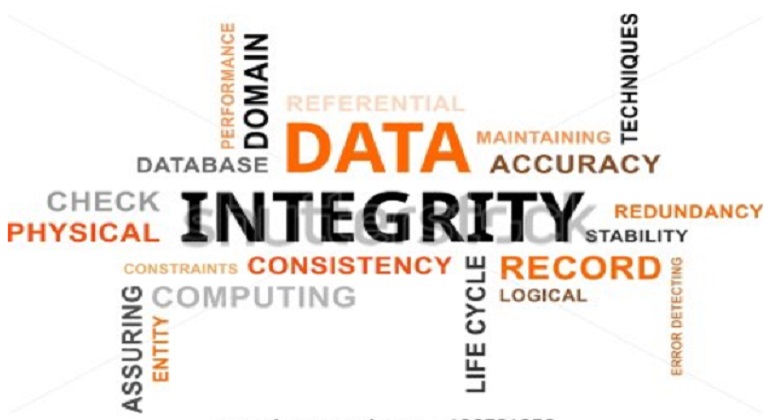 PERFORMANCE
DOMAIN
TECHNIQUES
REFERENTIAL
DATA
MAINTAINING
DATABASE
ACCURACY
CHECK
INTEGRITY
REDUNDANCY
PHYSICAL
STABILITY
CONSTRAINTS
CONSISTENCY
RECORD
COMPUTING
LOGICAL
LIFE CYCLE
ERROR DETECTING
ASSURING
ENTITY
shutterstock